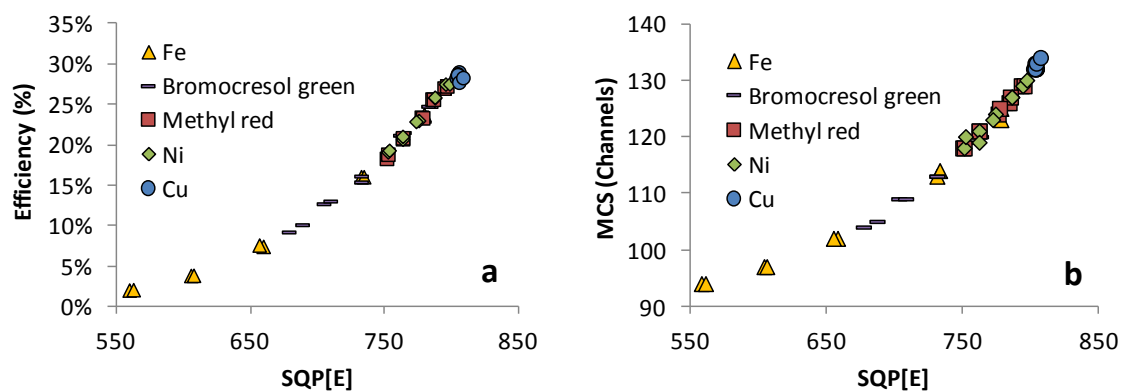 35%
30%
25%
20%
15%
10%
5%
0%
Efficiency (%)
Fe
Bromocresol green
Methyl red
Ni
Cu
a
550
650
750
850
SQP[E]
140
130
120
110
100
90
MCS (Channels)
Fe
Bromocresol green
Methyl red
Ni
Cu
b
550
650
750
850
SQP[E]